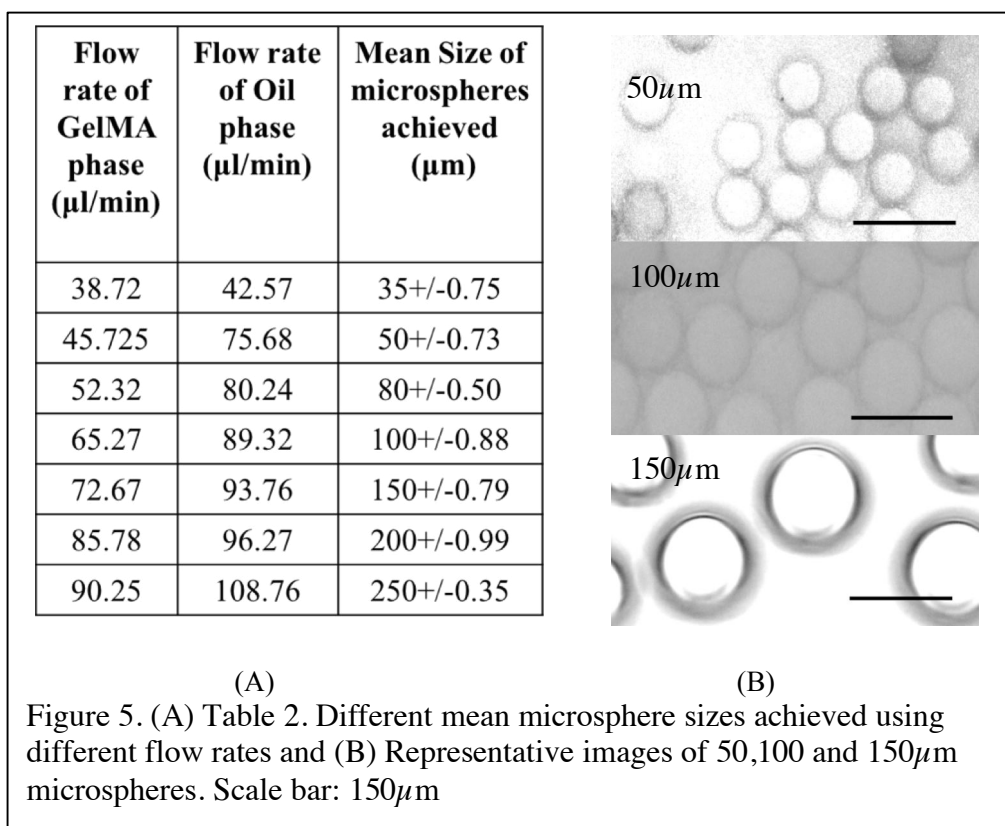 Flow rate of GelMA phase (µl/min) Flow rate of Oil phase (µl/min) Mean Size of microspheres achieved (µm)
38.72 42.57 35+/-0.75
45.725 75.68 50+/-0.73
52.32 80.24 80+/-0.50
65.27 89.32 100+/-0.88
72.67 93.76 150+/-0.79
85.78 96.27 200+/-0.99
90.25 108.76 250+/-0.35
50µm
100µm
150µm
(A) (B)
Figure 5. (A) Table 2. Different mean microsphere sizes achieved using
different flow rates and (B) Representative images of 50,100 and 150µm
microspheres. Scale bar: 150µm